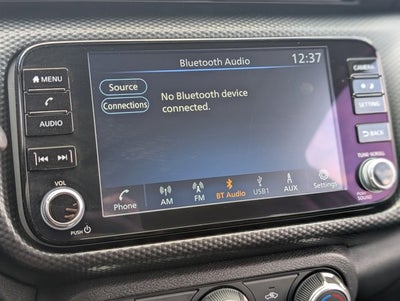 Bluetooth Audio 12:37
MENU
CAMERA
Source
No Bluetooth device
connected.
Connections
SETTING
AUDIO
BACK
TUNE·SCROLL
VOL
Phone
AM
FM
BT Audio
USB1
AUX
Settings
PUSH
PUSH
SOUND